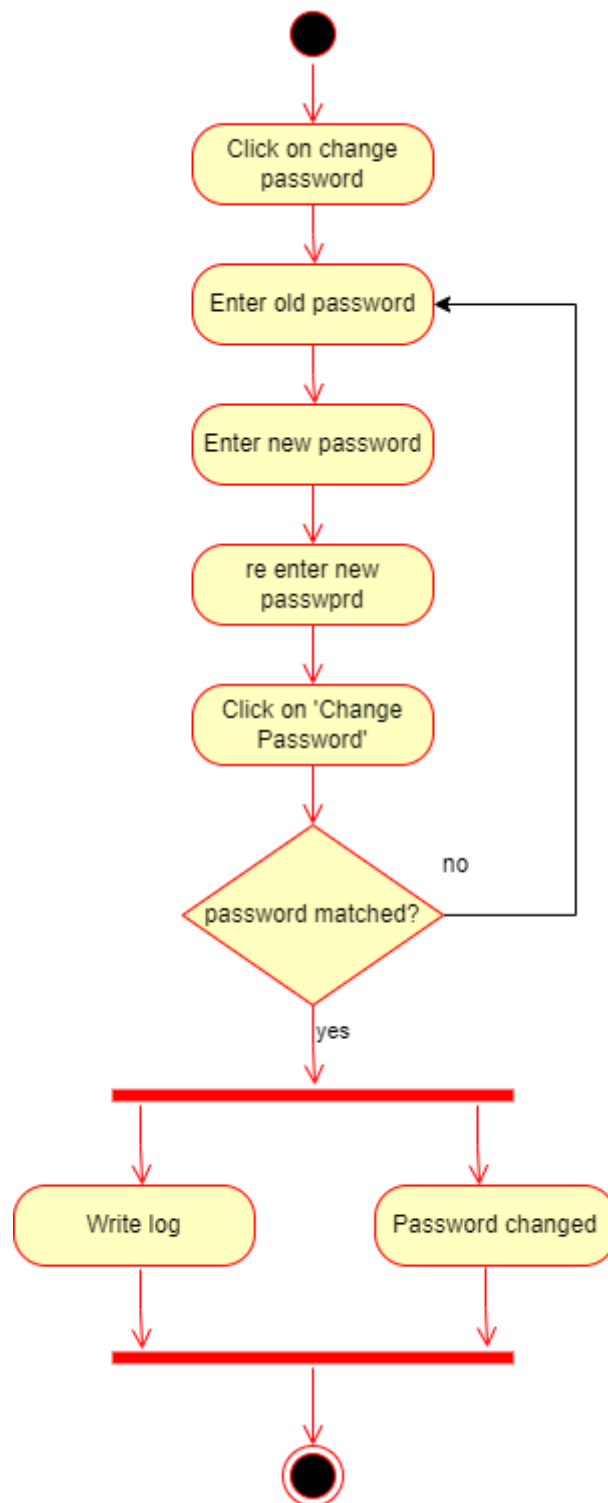 Click on change
password
Enter old password
Enter new password
re enter new
passwprd
Click on 'Change
Password'
no
password matched?
yes
Write log
Password changed